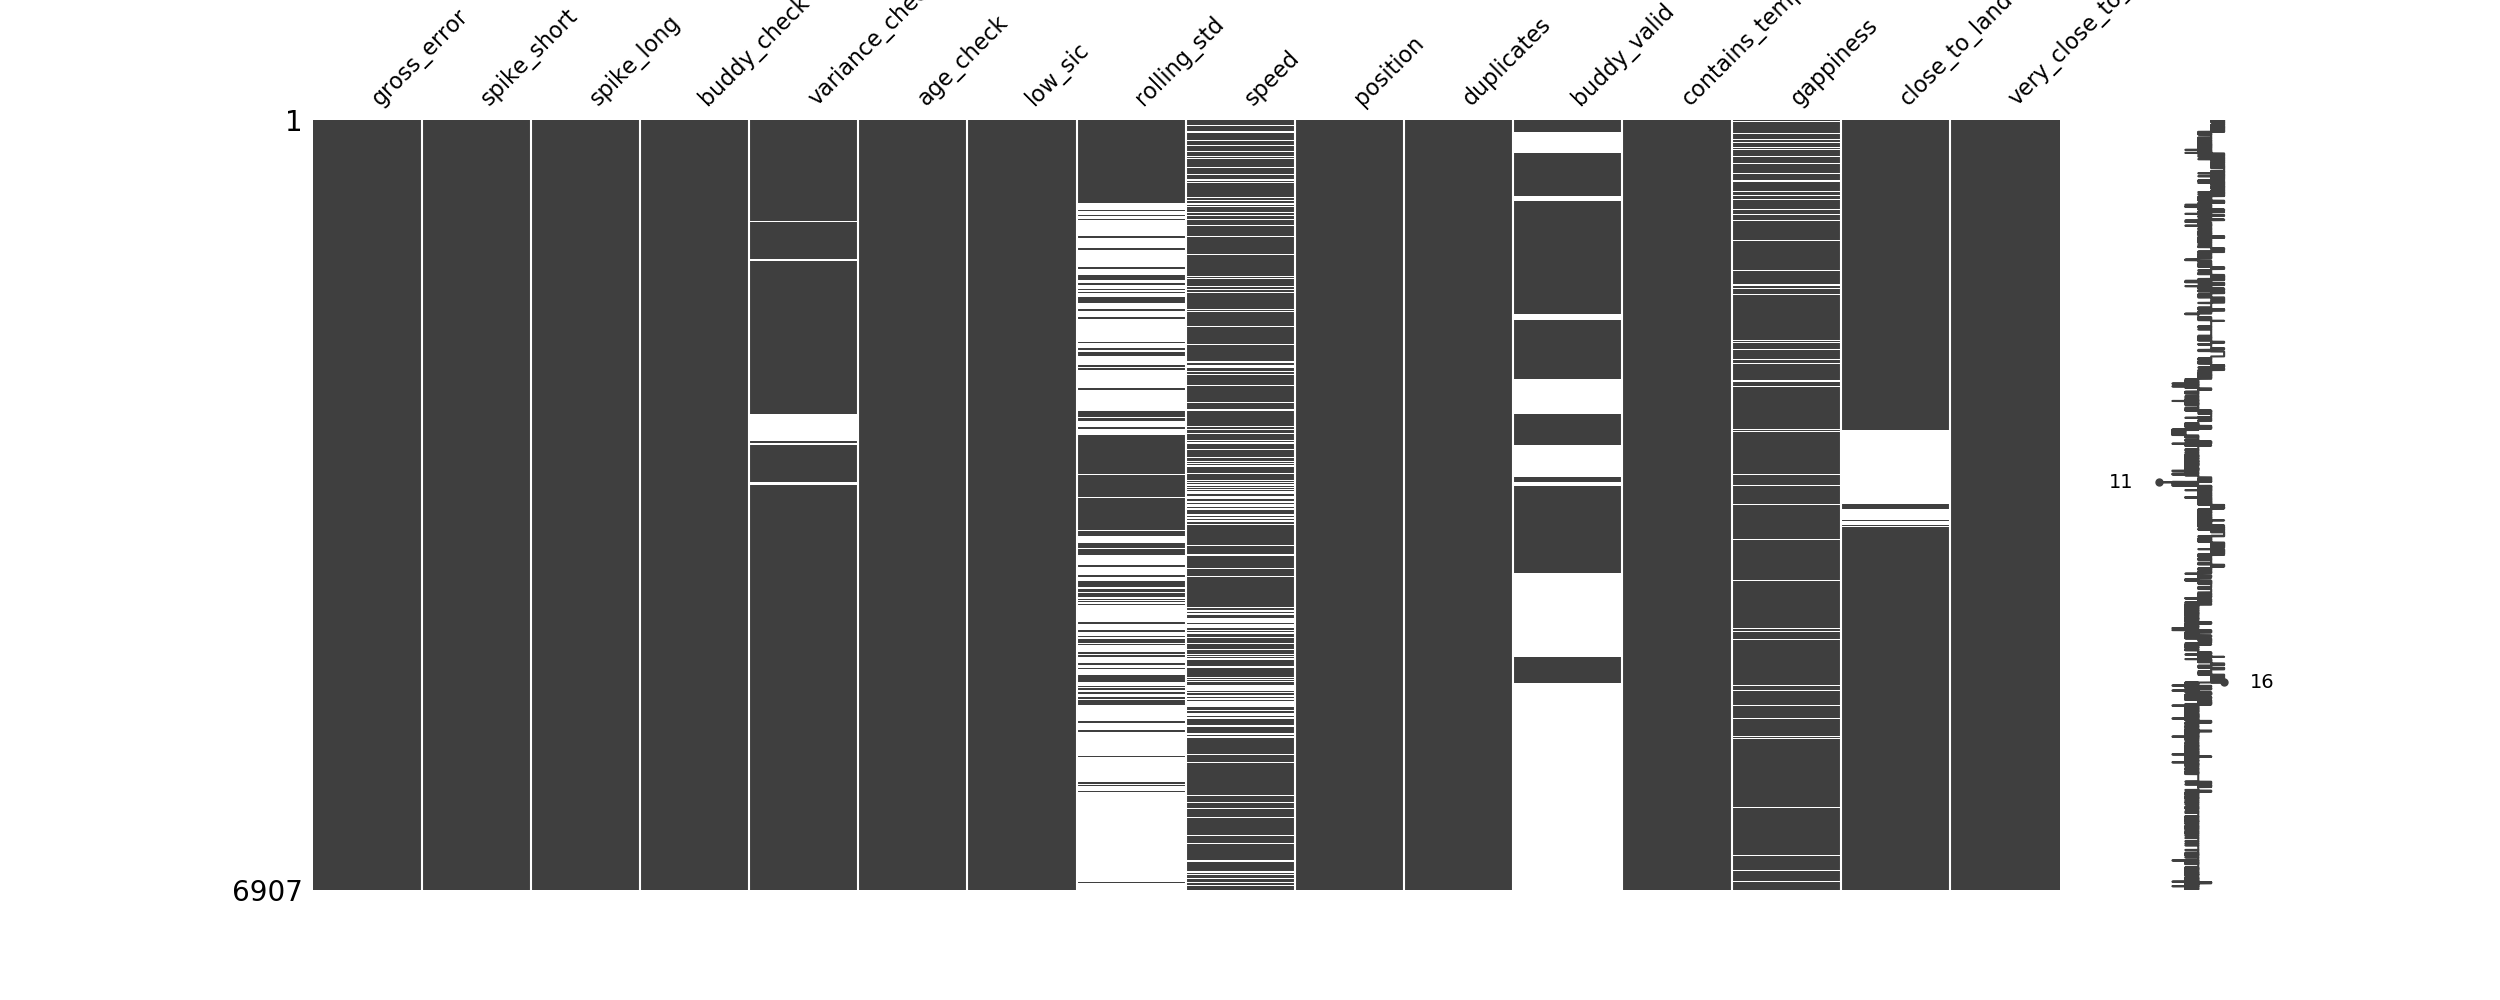 gross_error
spike_short
spike_long
buddy_check
variance_che
age_check
low_sic
rolling_std
speed
position
duplicates
buddy_valid
contains_temp
gappiness
close_to_land
very_close_to_
1
11
16
6907